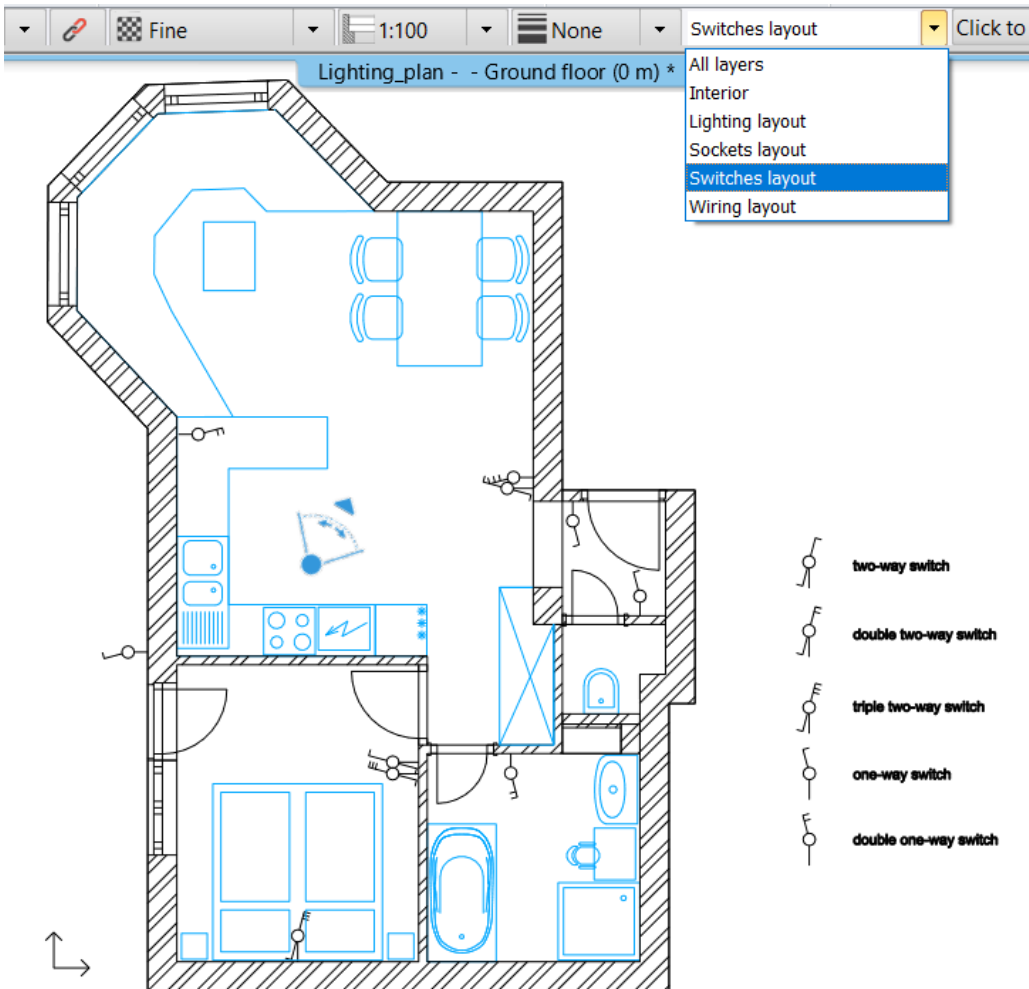 Fine
1:100
None
Switches layout
Click to
Lighting_plan - - Ground floor (0 m) *
All layers
Interior
Lighting layout
Sockets layout
Switches layout
Wiring layout
two-way switch
double two-way switch
triple two-way switch
one-way switch
double one-way switch